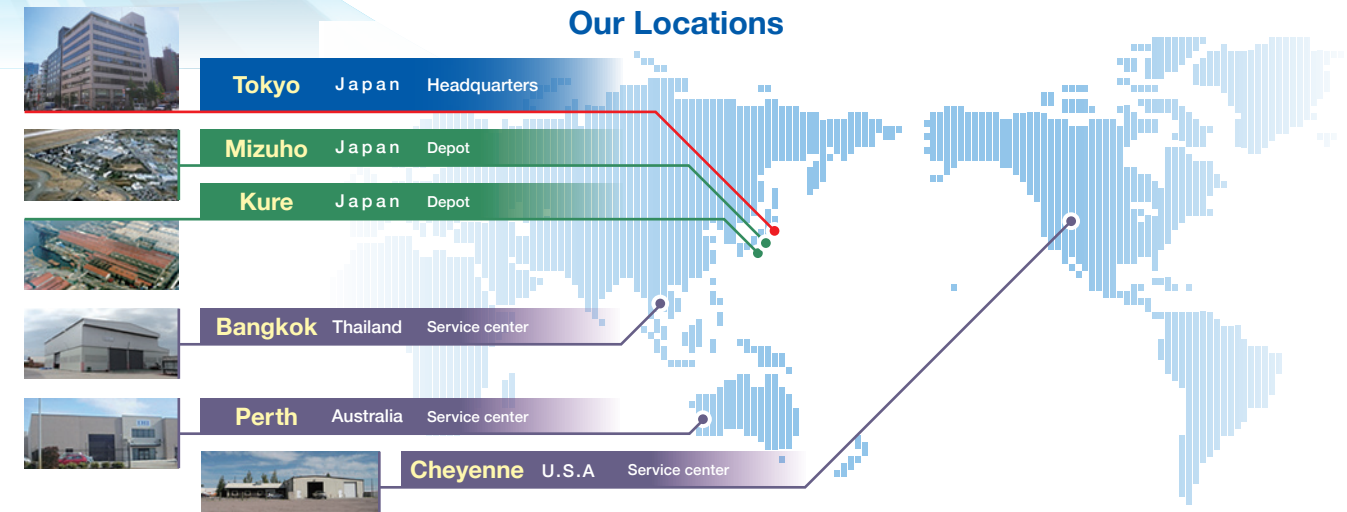 Our Locations
Tokyo Japan Headquarters
Mizuho Japan Depot
Kure Japan Depot
Bangkok Thailand Service center
Perth Australia Service center
Cheyenne U.S.A Service center